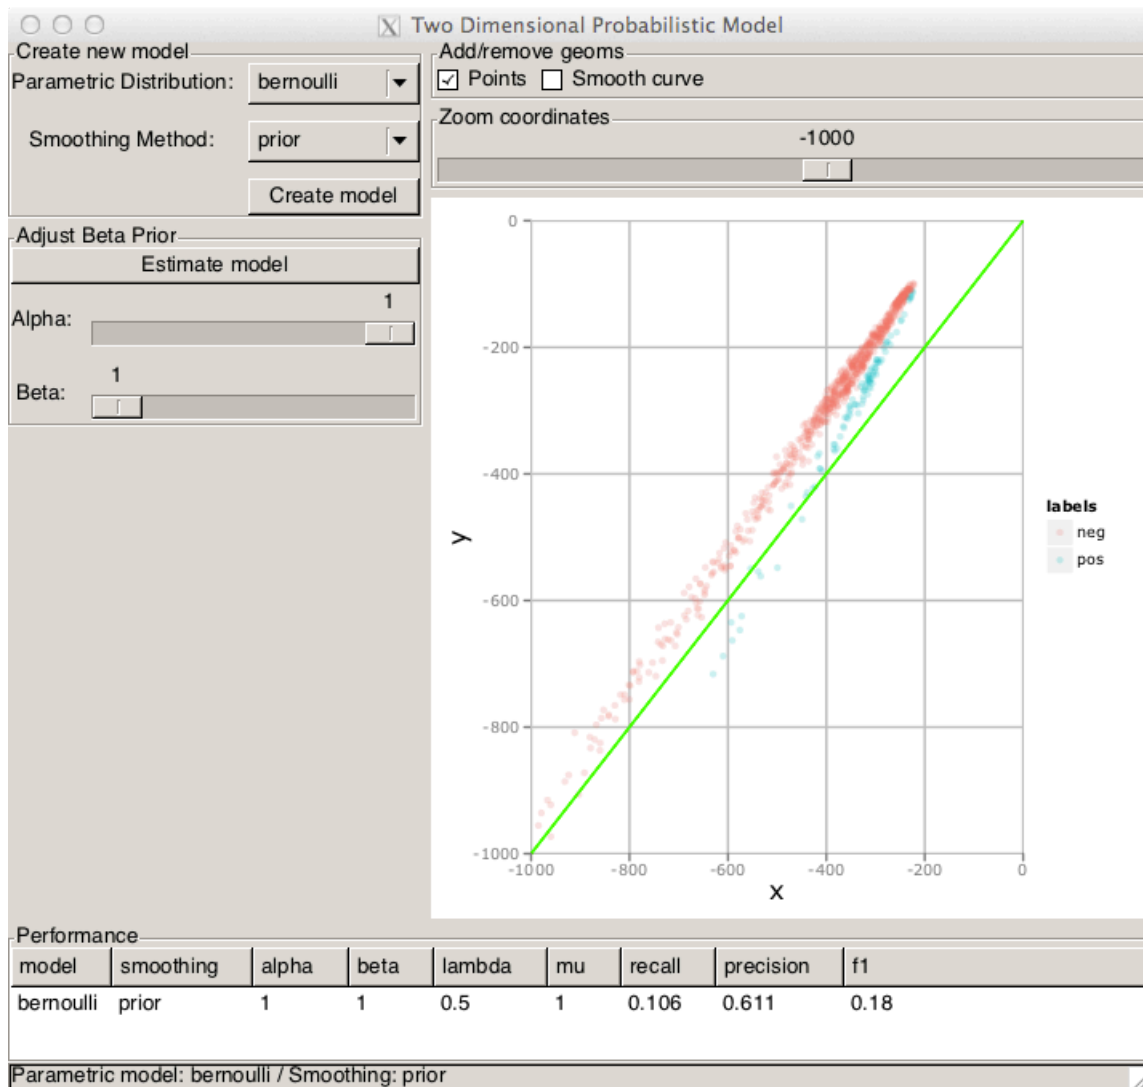 Two Dimensional Probabilistic Model
Create new model
Parametric Distribution: bernoulli
Smoothing Method: prior
Create model
Adjust Beta Prior
Estimate model
1
Alpha:
1
Beta:
Add/remove geoms
Points Smooth curve
Zoom coordinates
-1000
0
-200
-400
-600
-800
-1000
y
-1000 -800 -600 -400 -200 0
x
labels
neg
pos
Performance
model smoothing alpha beta lambda mu recall precision f1
bernoulli prior 1 1 0.5 1 0.106 0.611 0.18
Parametric model: bernoulli / Smoothing: prior